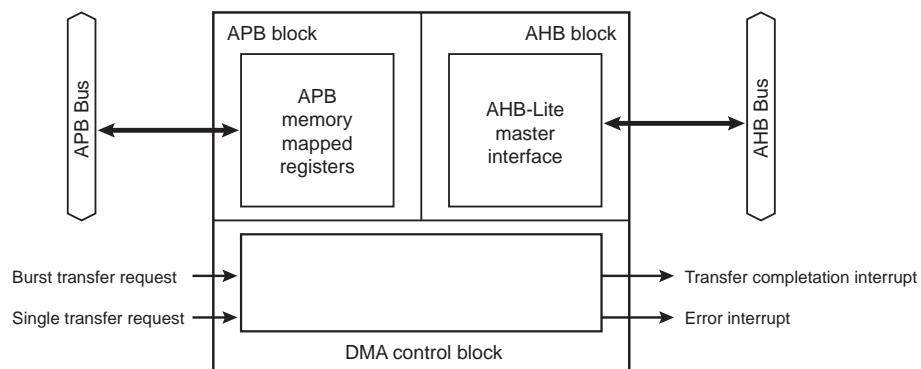 APB block
AHB block
APB Bus
APB
memory
mapped
registers
AHB-Lite
master
interface
AHB Bus
Burst transfer request
Single transfer request
Transfer completation interrupt
Error interrupt
DMA control block